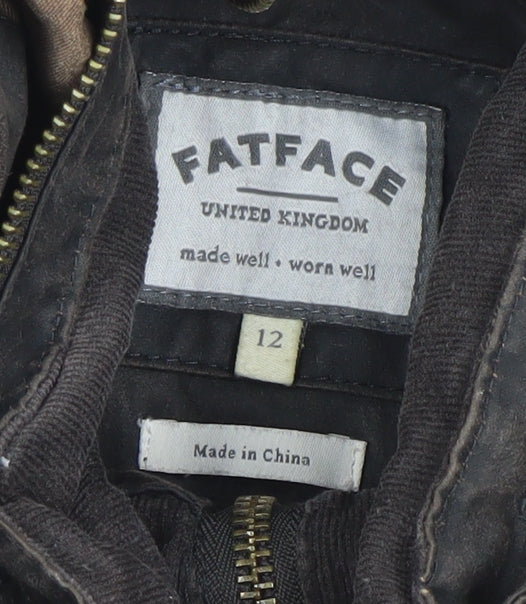 FATFACE
UNITED KINGDOM
made well • worn well
12
Made in China